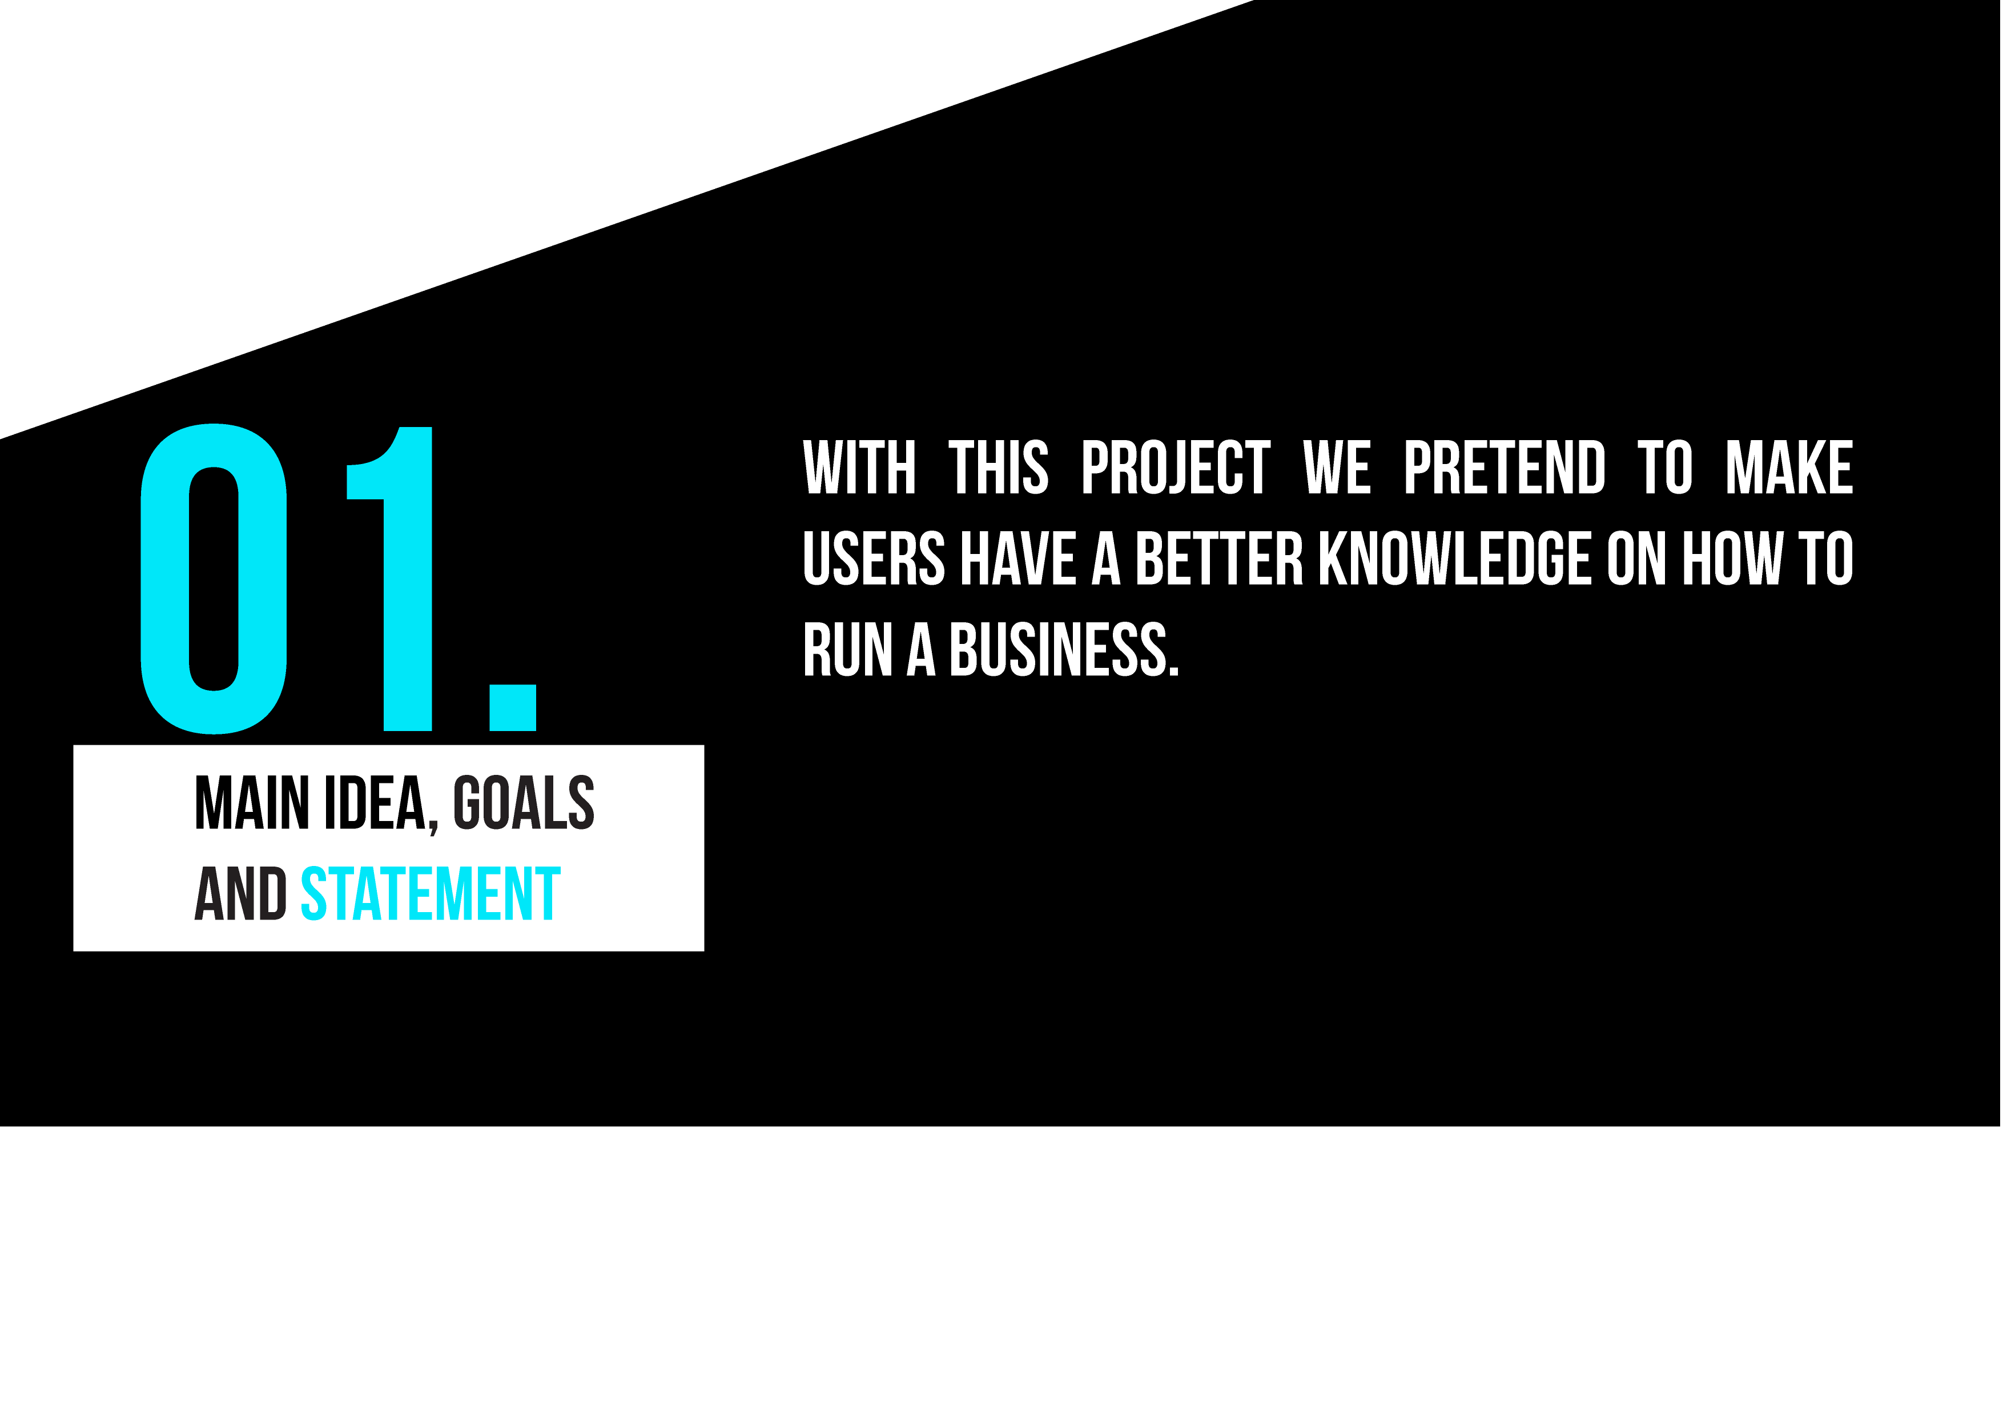 01.
MAIN IDEA, GOALS
AND STATEMENT
WITH THIS PROJECT WE PRETEND TO MAKE
USERS HAVE A BETTER KNOWLEDGE ON HOW TO
RUN A BUSINESS.